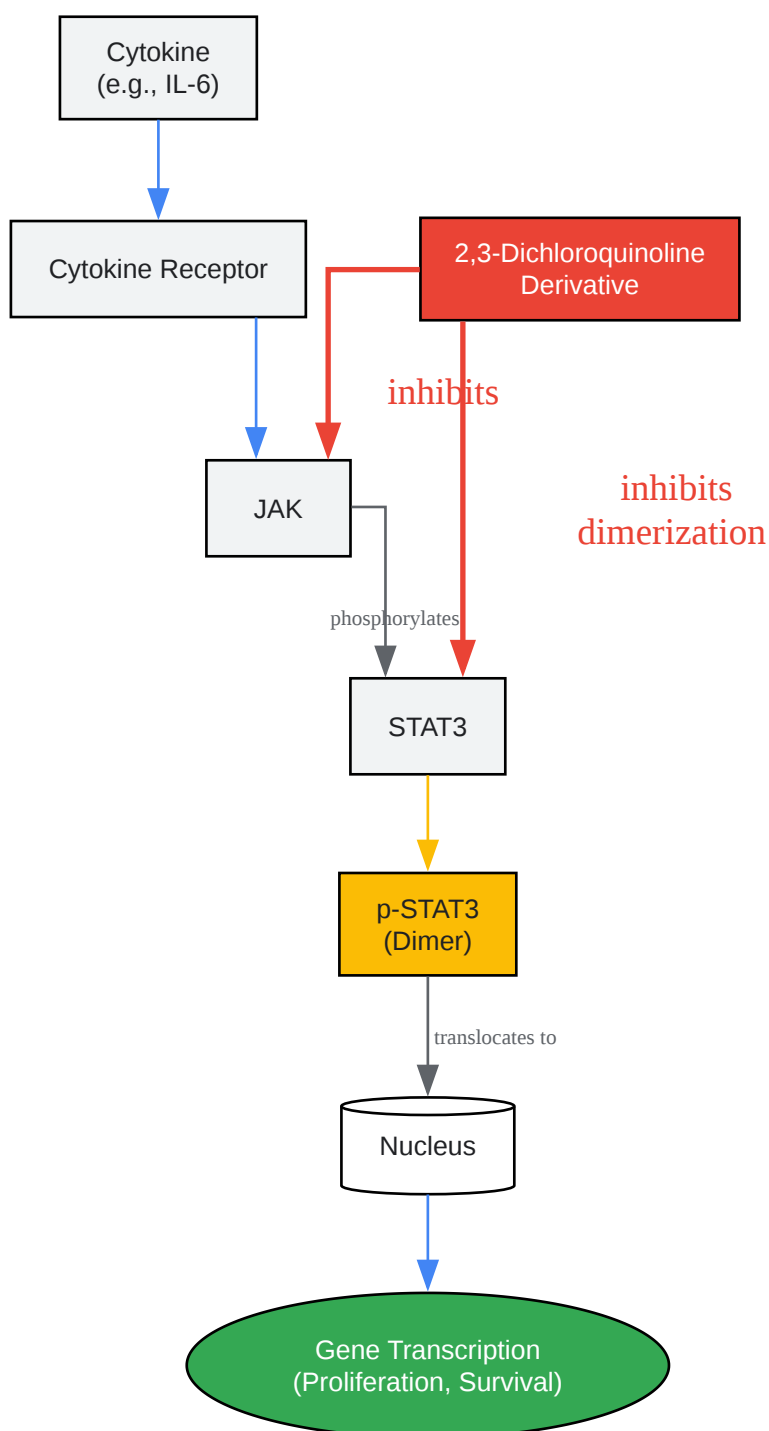 Cytokine
(e.g., IL-6)
Cytokine Receptor
2,3-Dichloroquinoline
Derivative
inhibits
inhibits
dimerization
JAK
phosphorylates
STAT3
p-STAT3
(Dimer)
translocates to
Nucleus
Gene Transcription
(Proliferation, Survival)